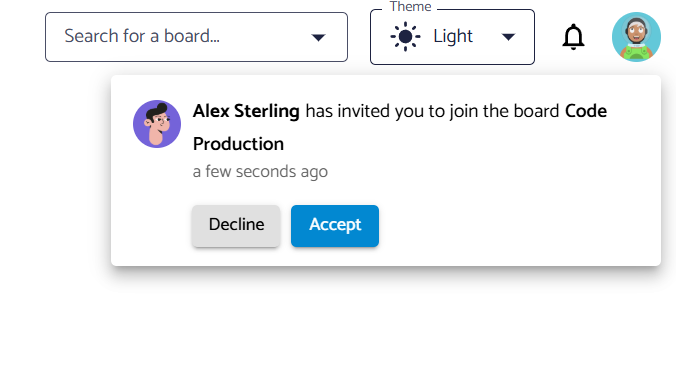 Theme
Search for a board...
Light
Alex Sterling has invited you to join the board Code
Production
a few seconds ago
Decline
Accept